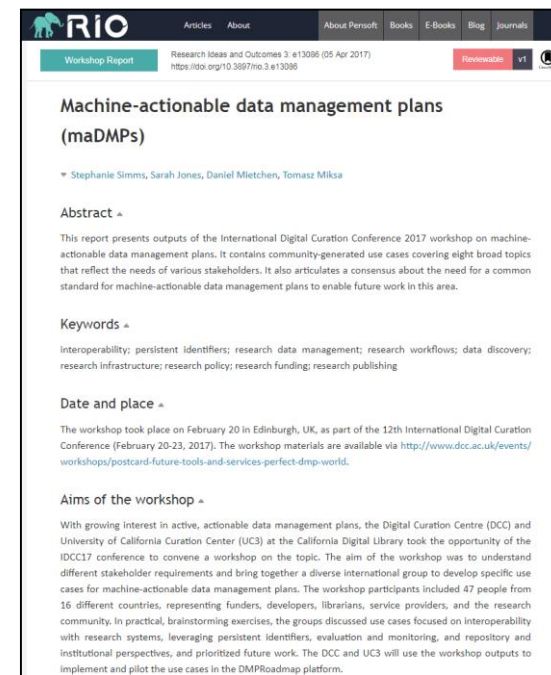 RIO
Articles About About Pensoft Books E-Books Blog Journals
Workshop Report
Research Ideas and Outcomes 3: e13086 (05 Apr 2017)
https://doi.org/10.3897/rio.3.e13086
Reviewable v1
Machine-actionable data management plans
(maDMPs)
Stephanie Simms, Sarah Jones, Daniel Mietchen, Tomasz Miksa
Abstract
This report presents outputs of the International Digital Curation Conference 2017 workshop on machine-
actionable data management plans. It contains community-generated use cases covering eight broad topics
that reflect the needs of various stakeholders. It also articulates a consensus about the need for a common
standard for machine-actionable data management plans to enable future work in this area.
Keywords
interoperability; persistent identifiers; research data management; research workflows; data discovery;
research infrastructure; research policy; research funding; research publishing
Date and place
The workshop took place on February 20 in Edinburgh, UK, as part of the 12th International Digital Curation
Conference (February 20-23, 2017). The workshop materials are available via http://www.dcc.ac.uk/events/
workshops/postcard-future-tools-and-services-perfect-dmp-world.
Aims of the workshop
With growing interest in active, actionable data management plans, the Digital Curation Centre (DCC) and
University of California Curation Center (UC3) at the California Digital Library took the opportunity of the
IDCC17 conference to convene a workshop on the topic. The aim of the workshop was to understand
different stakeholder requirements and bring together a diverse international group to develop specific use
cases for machine-actionable data management plans. The workshop participants included 47 people from
16 different countries, representing funders, developers, librarians, service providers, and the research
community. In practical, brainstorming exercises, the groups discussed use cases focused on interoperability
with research systems, leveraging persistent identifiers, evaluation and monitoring, and repository and
institutional perspectives, and prioritized future work. The DCC and UC3 will use the workshop outputs to
implement and pilot the use cases in the DMPRoadmap platform.